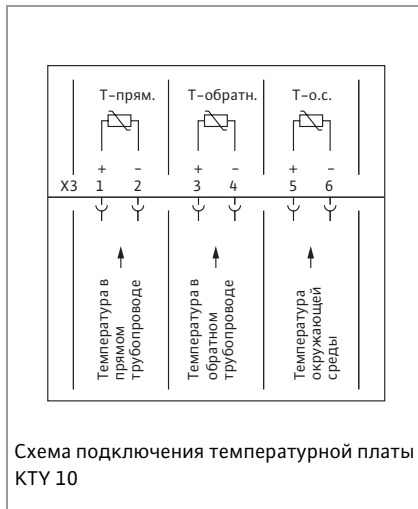 Т-прям. Т-обратн. Т-о.с.
+ – + – + –
X3 1 2 3 4 5 6
Температура в
прямом
трубопроводе
Температура в
обратном
трубопроводе
Температура
окружающей
среды
Схема подключения температурной платы
KTY 10